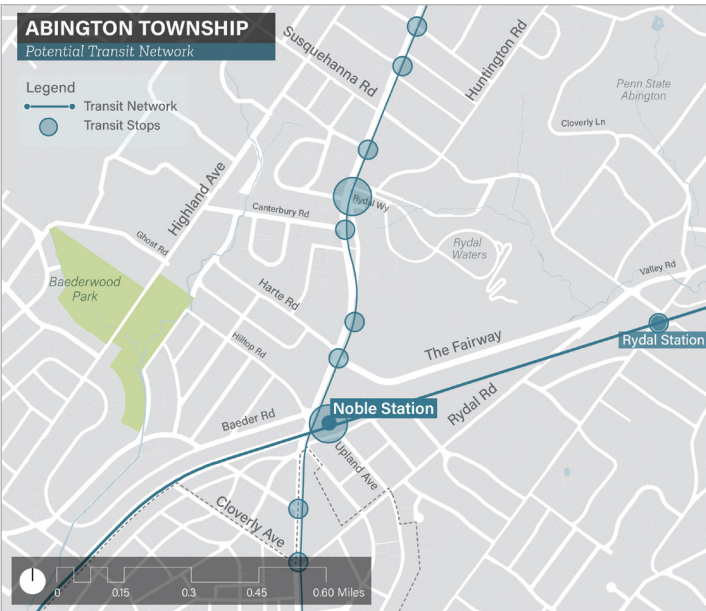 ABINGTON TOWNSHIP
Potential Transit Network
Legend
Transit Network
Transit Stops
Susquehanna Rd
Huntington Rd
Penn State
Abington
Cloverly Ln
Highland Ave
Rydal Wy
Canterbury Rd
Ghost Rd
Rydal
Waters
Valley Rd
Baederwood
Park
Harte Rd
Hilltop Rd
The Fairway
Rydal Station
Noble Station
Rydal Rd
Baeder Rd
Upland Ave
Cloverly Ave
0 0.15 0.3 0.45 0.60 Miles